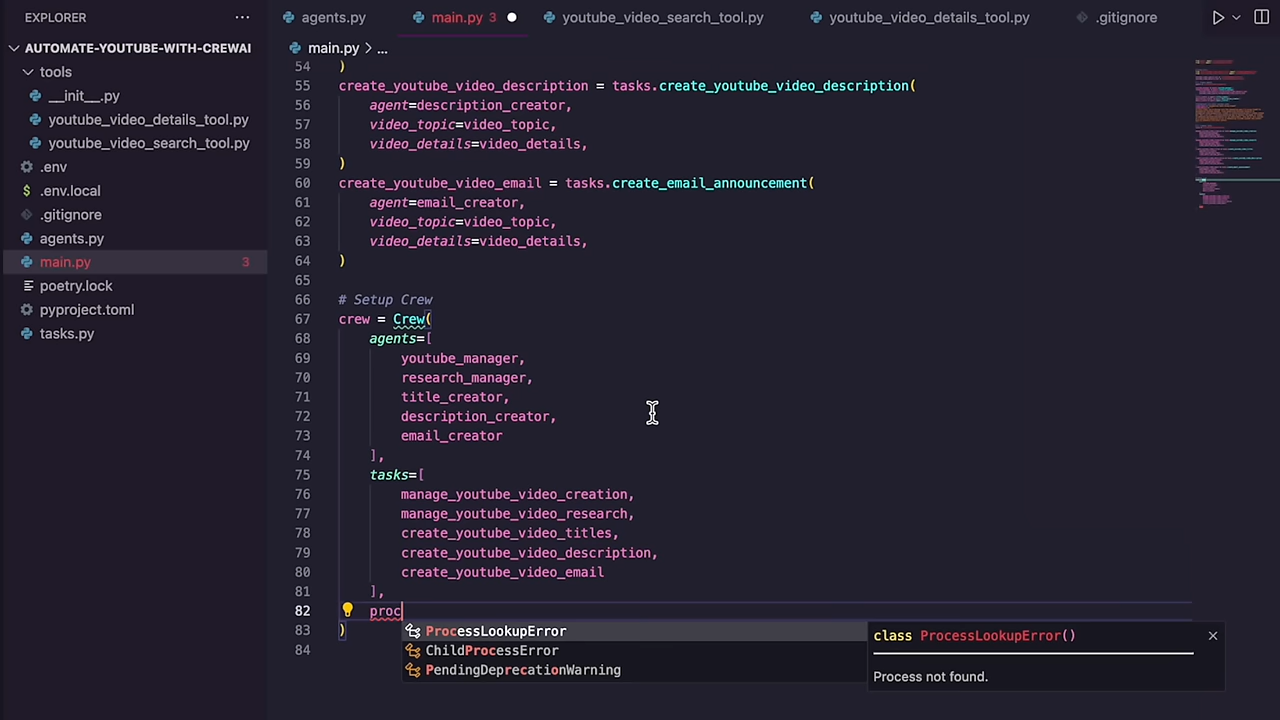 EXPLORER
agents.py
main.py 3
youtube_video_search_tool.py
youtube_video_details_tool.py
.gitignore
AUTOMATE-YOUTUBE-WITH-CREWAI
tools
__init__.py
youtube_video_details_tool.py
youtube_video_search_tool.py
.env
.env.local
.gitignore
agents.py
main.py 3
poetry.lock
pyproject.toml
tasks.py
main.py > ...
54 )
55 create_youtube_video_description = tasks.create_youtube_video_description(
56 agent=description_creator,
57 video_topic=video_topic,
58 video_details=video_details,
59 )
60 create_youtube_video_email = tasks.create_email_announcement(
61 agent=email_creator,
62 video_topic=video_topic,
63 video_details=video_details,
64 )
65
66 # Setup Crew
67 crew = Crew(
68 agents=[
69 youtube_manager,
70 research_manager,
71 title_creator,
72 description_creator,
73 email_creator
74 ],
75 tasks=[
76 manage_youtube_video_creation,
77 manage_youtube_video_research,
78 create_youtube_video_titles,
79 create_youtube_video_description,
80 create_youtube_video_email
81 ],
82 proc
83 )
84
ProcessLookupError
ChildProcessError
PendingDeprecationWarning
class ProcessLookupError()
Process not found.